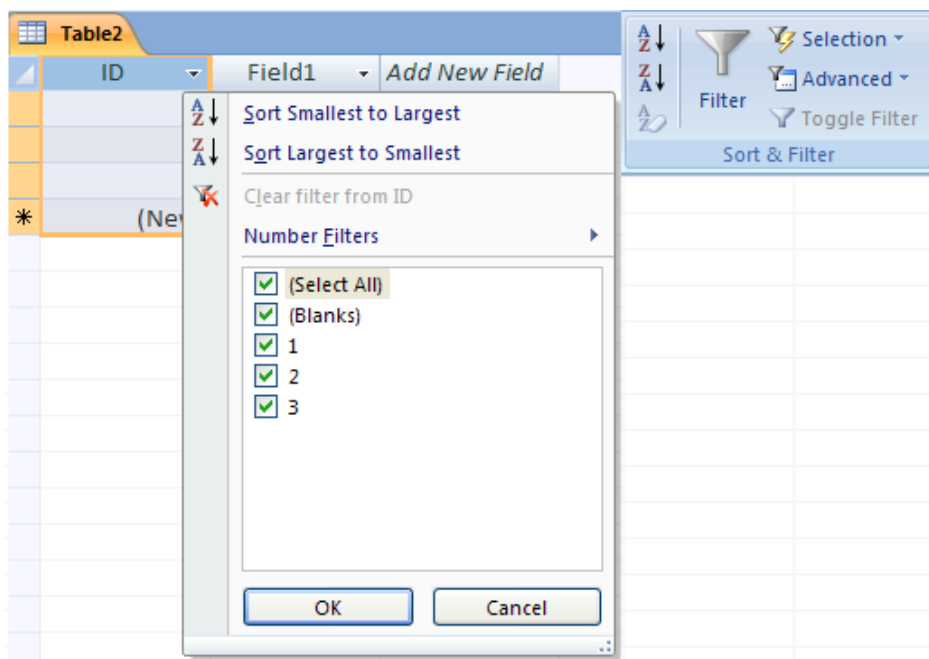 Table2
ID Field1 Add New Field
(Ne
Sort Smallest to Largest
Sort Largest to Smallest
Clear filter from ID
Number Filters
(Select All)
(Blanks)
1
2
3
OK Cancel
A Z
Z A
A Z
Filter
Selection
Advanced
Toggle Filter
Sort & Filter